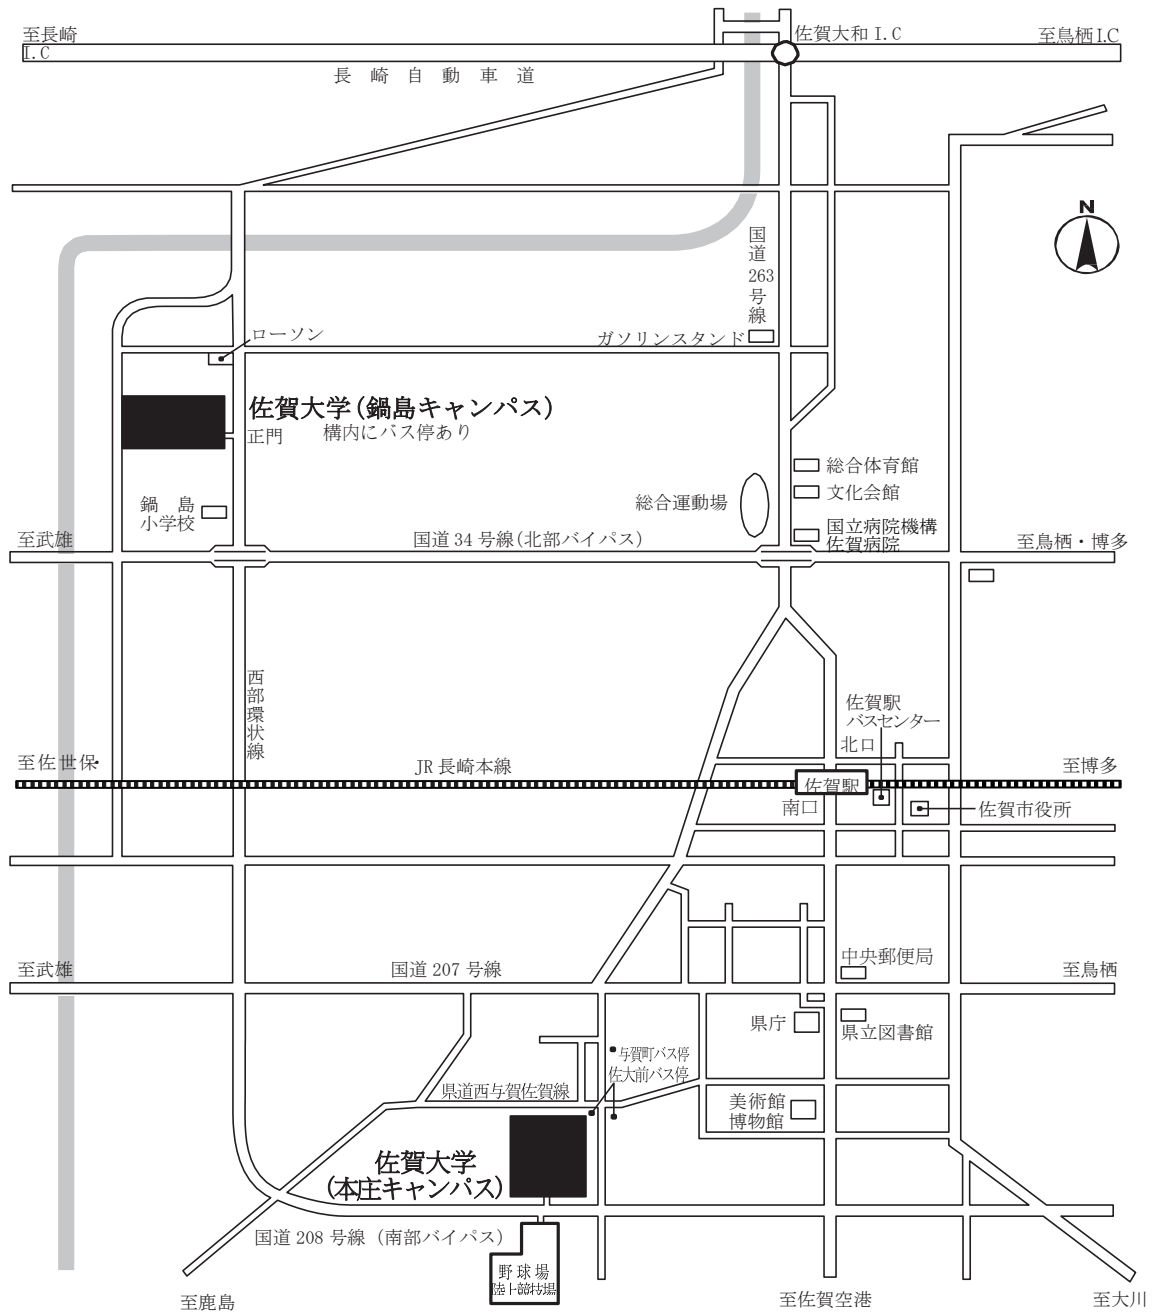 至長崎
I.C
佐賀大和 I.C
至鳥栖I.C
長崎自動車道
N
国道263号線
ローソン
ガソリンスタンド
佐賀大学(鍋島キャンパス)
正門
構内にバス停あり
総合体育館
文化会館
総合運動場
国立病院機構
佐賀病院
鍋島
小学校
至武雄
国道 34 号線(北部バイパス)
至鳥栖・博多
西部環状線
佐賀駅
バスセンター
北口
至佐世保
JR 長崎本線
至博多
佐賀駅
南口
佐賀市役所
中央郵便局
至武雄
国道 207 号線
至鳥栖
県庁
県立図書館
与賀町バス停
佐大前バス停
県道西与賀佐賀線
美術館
博物館
佐賀大学
(本庄キャンパス)
国道 208 号線 (南部バイパス)
野球場
陸上競技場
至鹿島
至佐賀空港
至大川